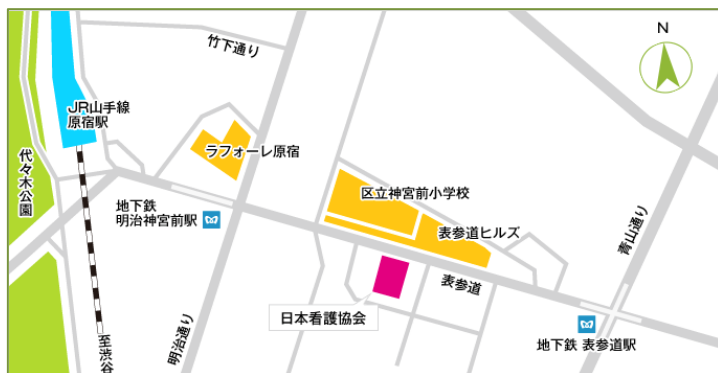 竹下通り
N
JR山手線
原宿駅
ラフォーレ原宿
代々木公園
地下鉄
明治神宮前駅
区立神宮前小学校
表参道ヒルズ
青山通り
表参道
日本看護協会
明治通り
至渋谷
地下鉄 表参道駅